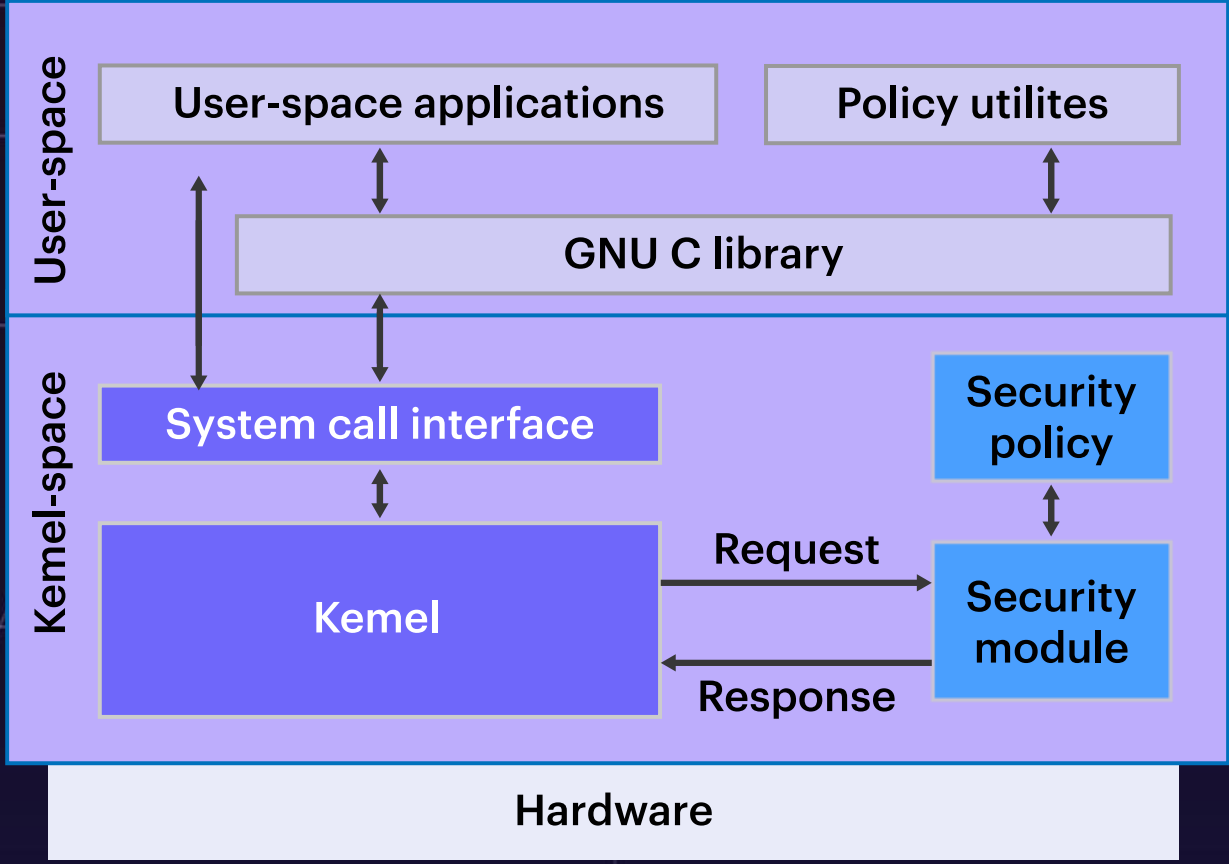 User-space
User-space applications
Policy utilites
GNU C library
Kemel-space
System call interface
Security
policy
Kemel
Request
Response
Security
module
Hardware